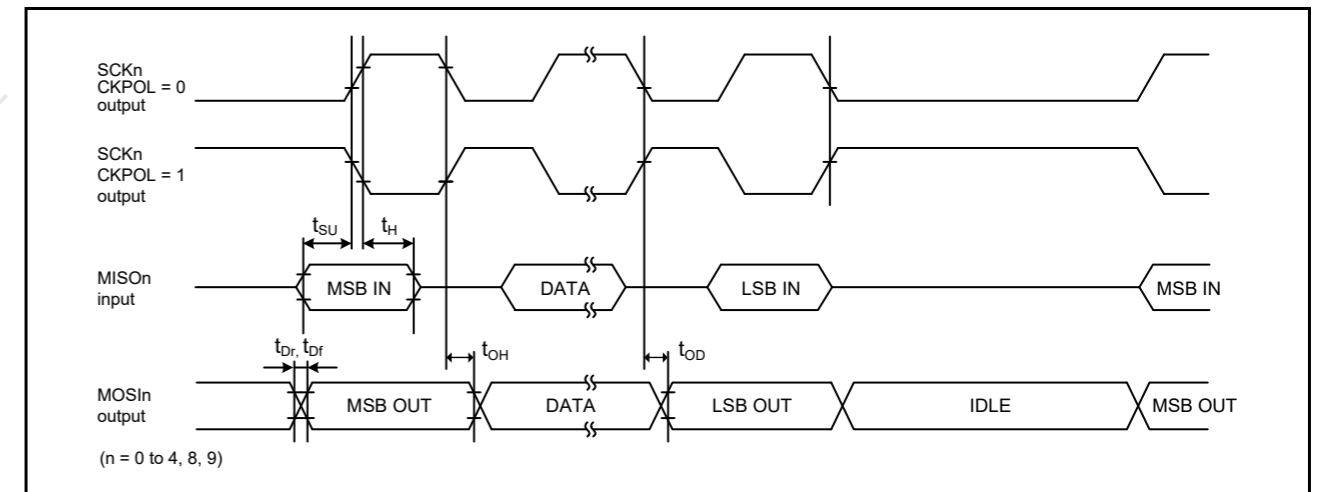 SCKn
CKPOL = 0
output
SCKn
CKPOL = 1
output
tSU
tH
MISOn
input
MSB IN
DATA
LSB IN
MSB IN
tDr, tDf
tOH
tOD
MOSIn
output
MSB OUT
DATA
LSB OUT
IDLE
MSB OUT
(n = 0 to 4, 8, 9)